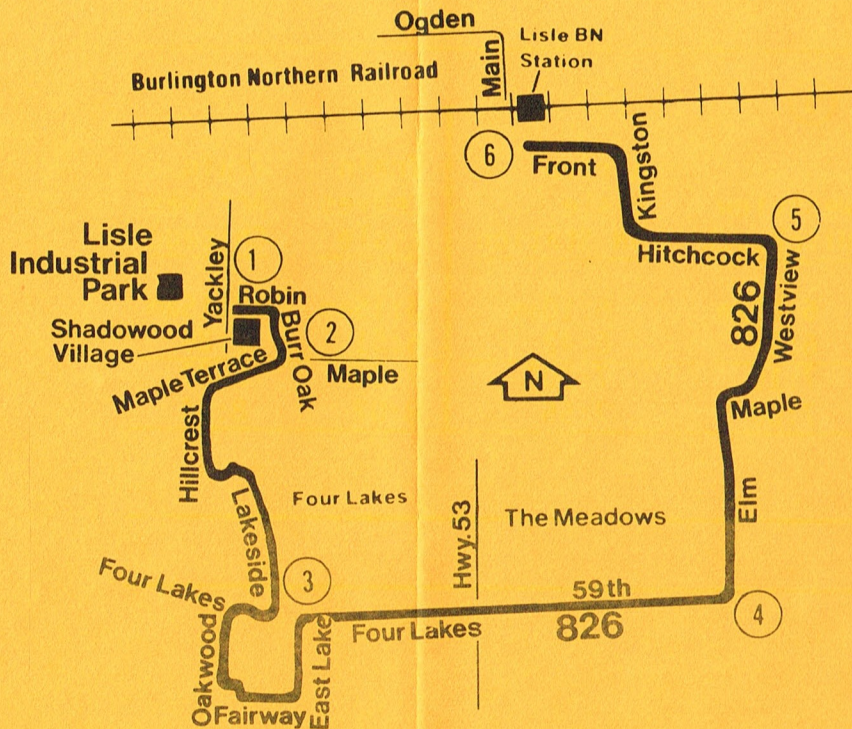 Ogden
Main
Lisle BN
Station
Burlington Northern Railroad
6
Front
Kingston
5
Hitchcock
Lisle
Industrial
Park
Yackley
1
Robin
826
Westview
Shadowood
Village
Burr Oak
2
Maple Terrace
Maple
N
Maple
Hillcrest
Lakeside
Four Lakes
Hwy.53
The Meadows
Elm
Four Lakes
3
59th
4
Oakwood
East Lake
Four Lakes
826
OFairway